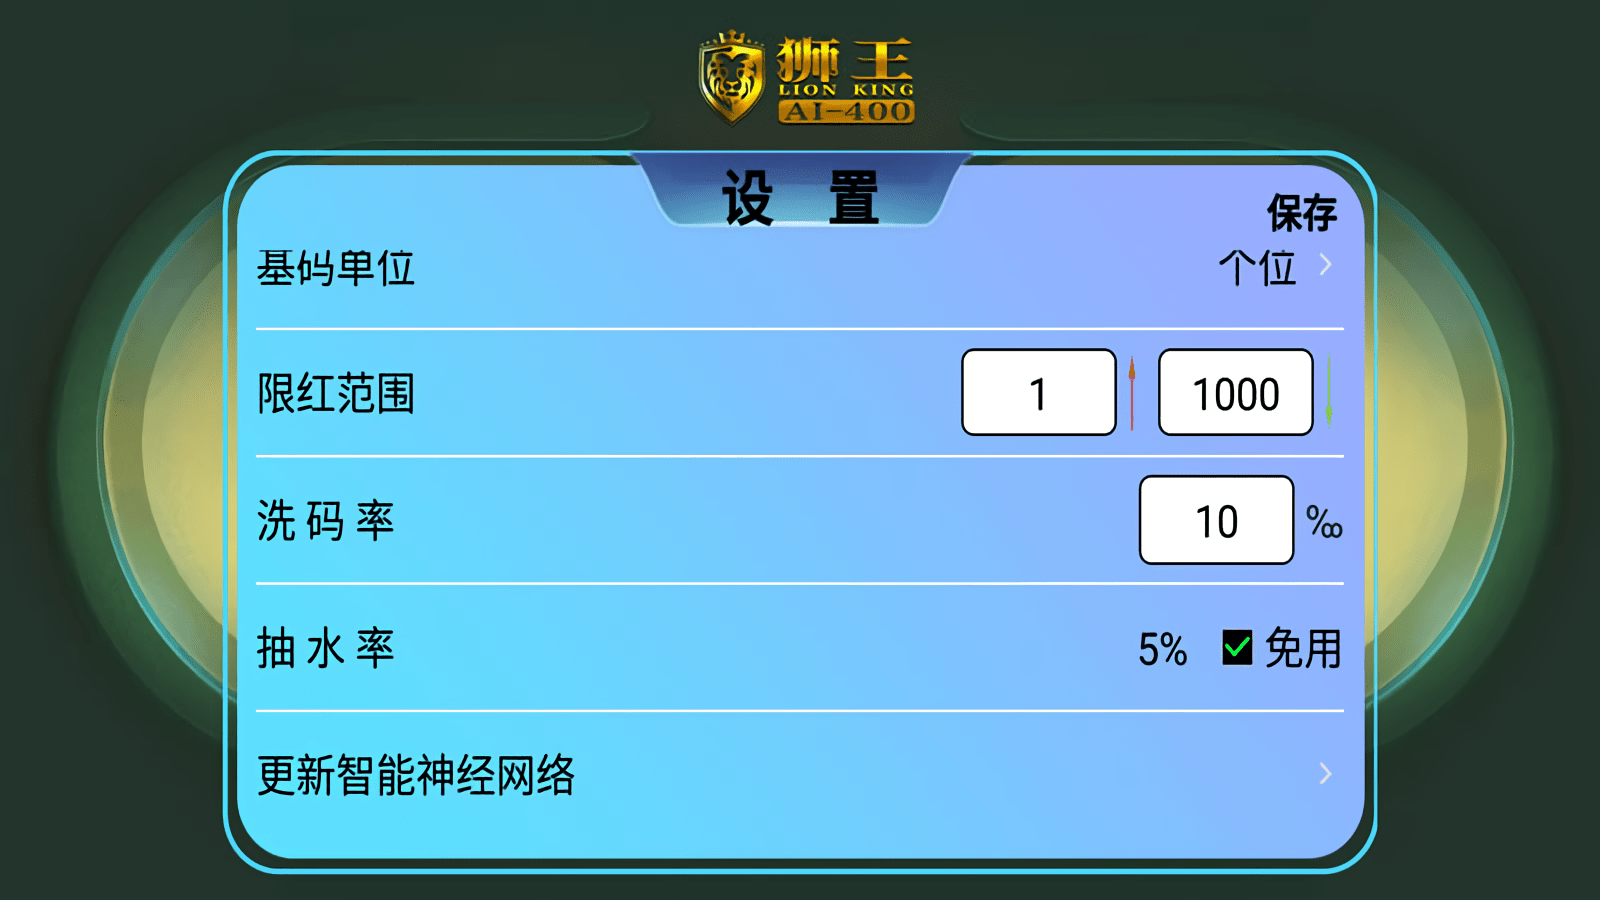 狮王
LION KING
AI-400
设 置
保存
基码单位 个位
限红范围 1 1000
洗码率 10 ‰
抽水率 5% 免用
更新智能神经网络